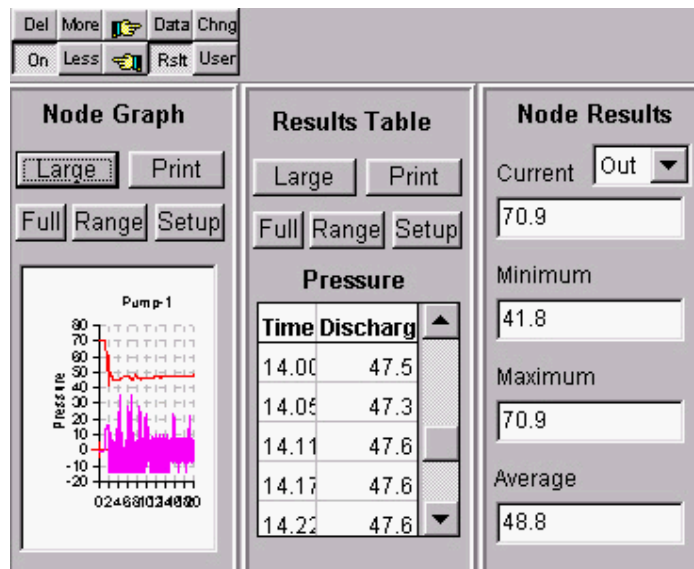 Del More Data Chng
On Less Rslt User
Node Graph
Large Print
Full Range Setup
Pump-1
80
70
60
50
40
30
20
10
0
-10
-20
Pressure
Results Table
Large Print
Full Range Setup
Pressure
Time Discharg
14.00 47.5
14.05 47.3
14.11 47.6
14.17 47.6
14.22 47.6
Node Results
Current Out
70.9
Minimum
41.8
Maximum
70.9
Average
48.8